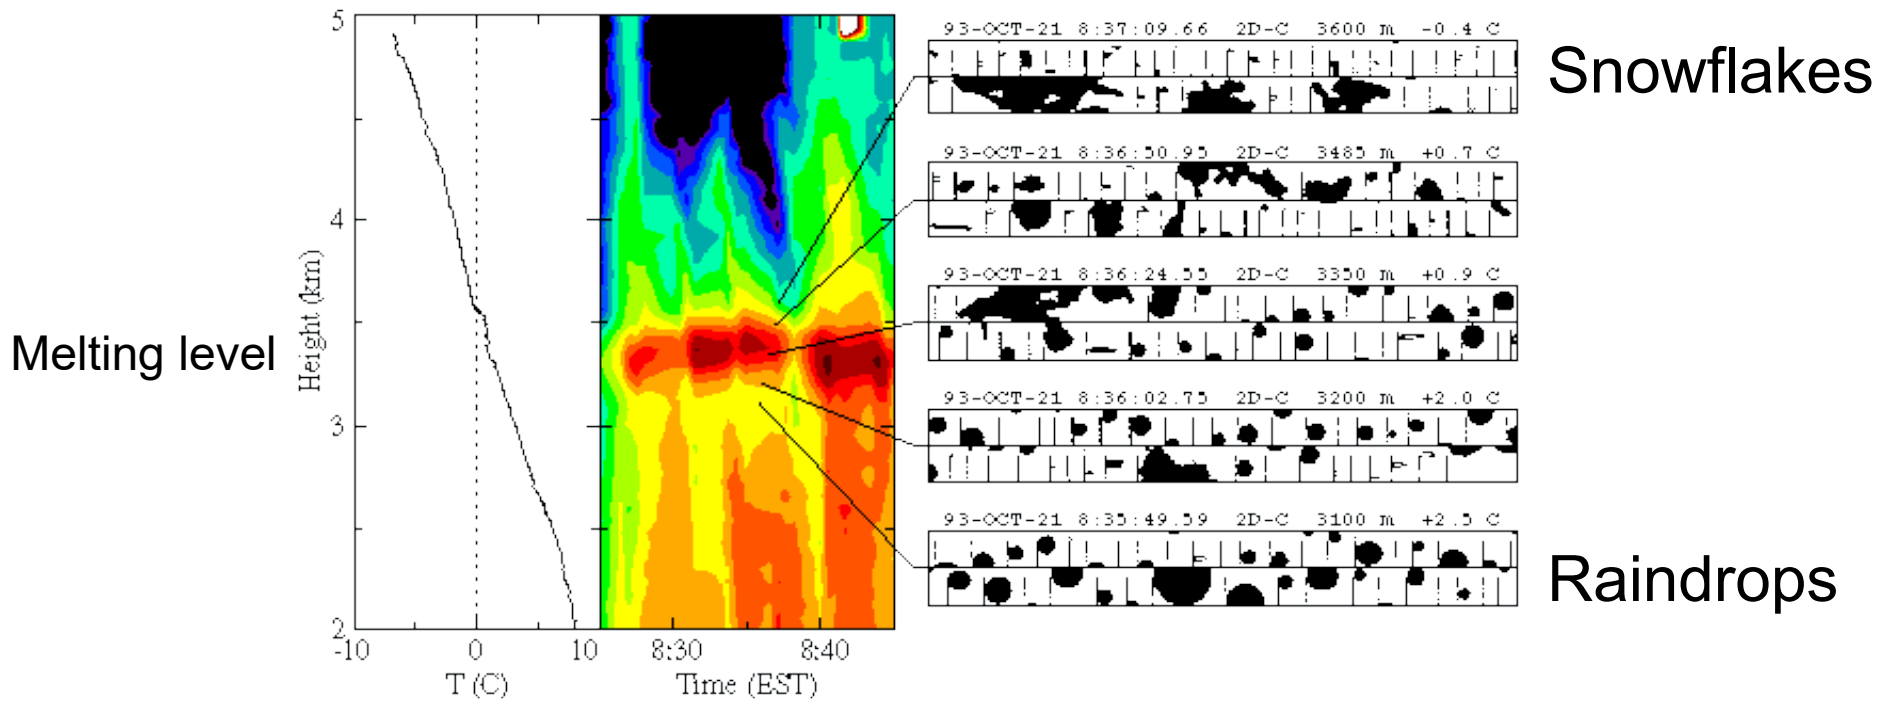 93-OCT-21 8:37:09.66 2D-C 3600 m -0.4 C
Snowflakes
93-OCT-21 8:36:50.95 2D-C 3485 m +0.7 C
93-OCT-21 8:36:24.55 2D-C 3350 m +0.9 C
93-OCT-21 8:36:02.75 2D-C 3200 m +2.0 C
93-OCT-21 8:35:49.59 2D-C 3100 m +2.5 C
Raindrops
Melting level
Height (km)
5
4
3
2
-10 0 10
T (C)
8:30 8:40
Time (EST)